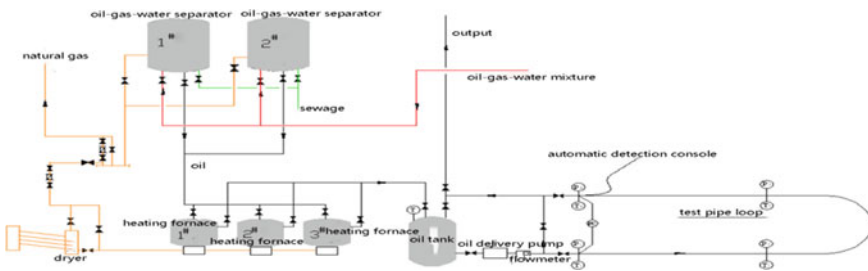 oil-gas-water separator
oil-gas-water separator
1#
2#
output
natural gas
oil-gas-water mixture
sewage
oil
automatic detection console
heating fornace
heating fornace
heating fornace
1#
2#
3#
oil tank
oil delivery pump
flowmeter
test pipe loop
dryer
P
P
P
P
T
T
T